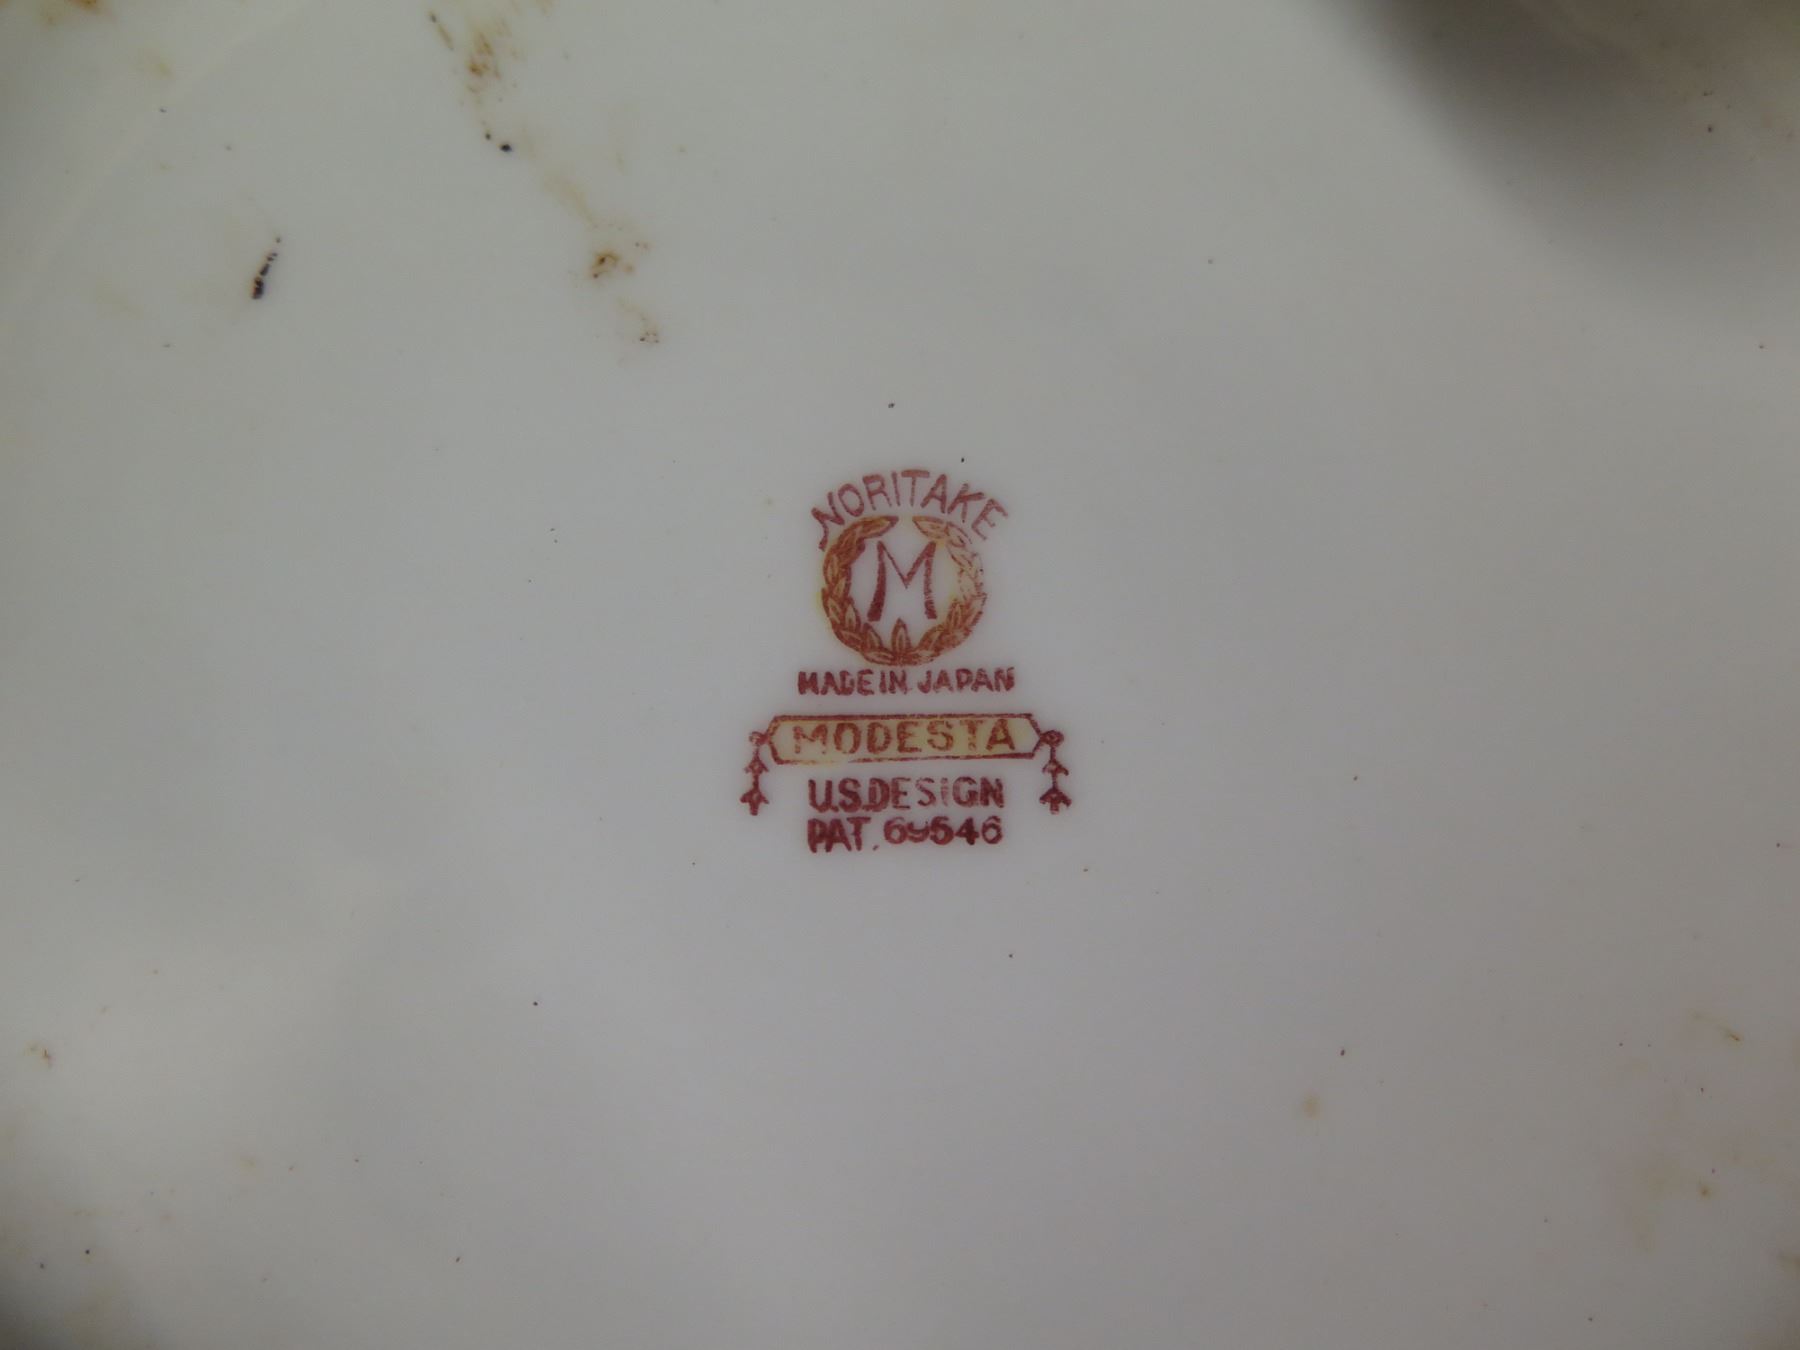 NORITAKE
M
MADE IN JAPAN
MODESTA
U.S.DESIGN
PAT. 69546